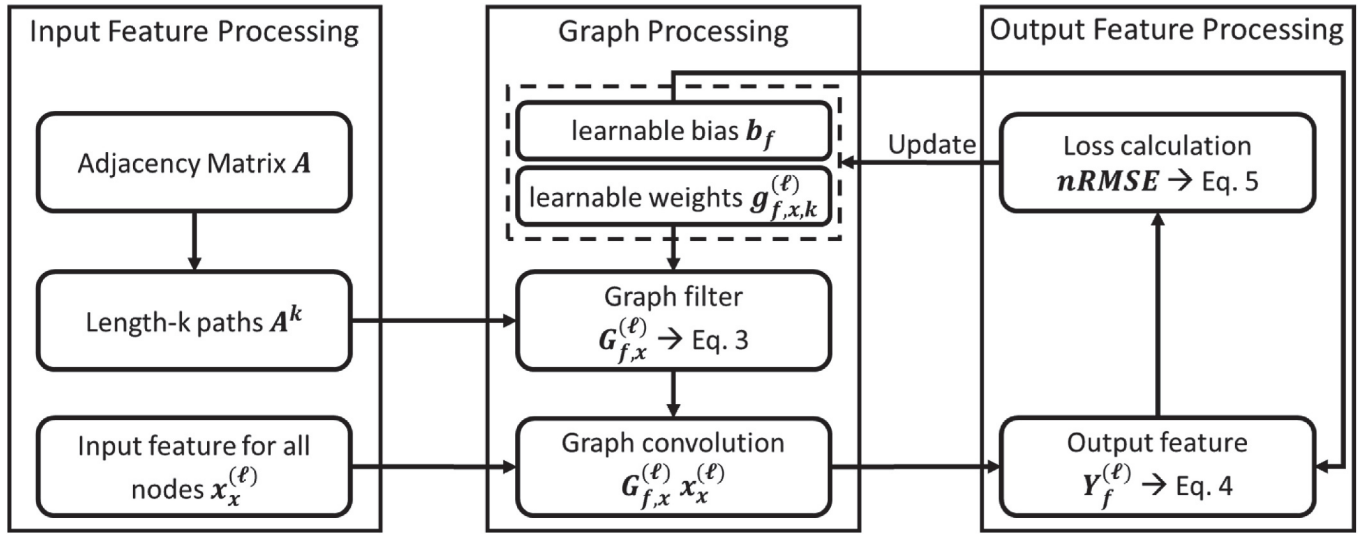 Input Feature Processing
Adjacency Matrix A
Length-k paths A^k
Input feature for all
nodes x_x^(ℓ)
Graph Processing
learnable bias b_f
learnable weights g_{f,x,k}^(ℓ)
Graph filter
G_{f,x}^(ℓ) → Eq. 3
Graph convolution
G_{f,x}^(ℓ) x_x^(ℓ)
Output Feature Processing
Update
Loss calculation
nRMSE → Eq. 5
Output feature
Y_f^(ℓ) → Eq. 4